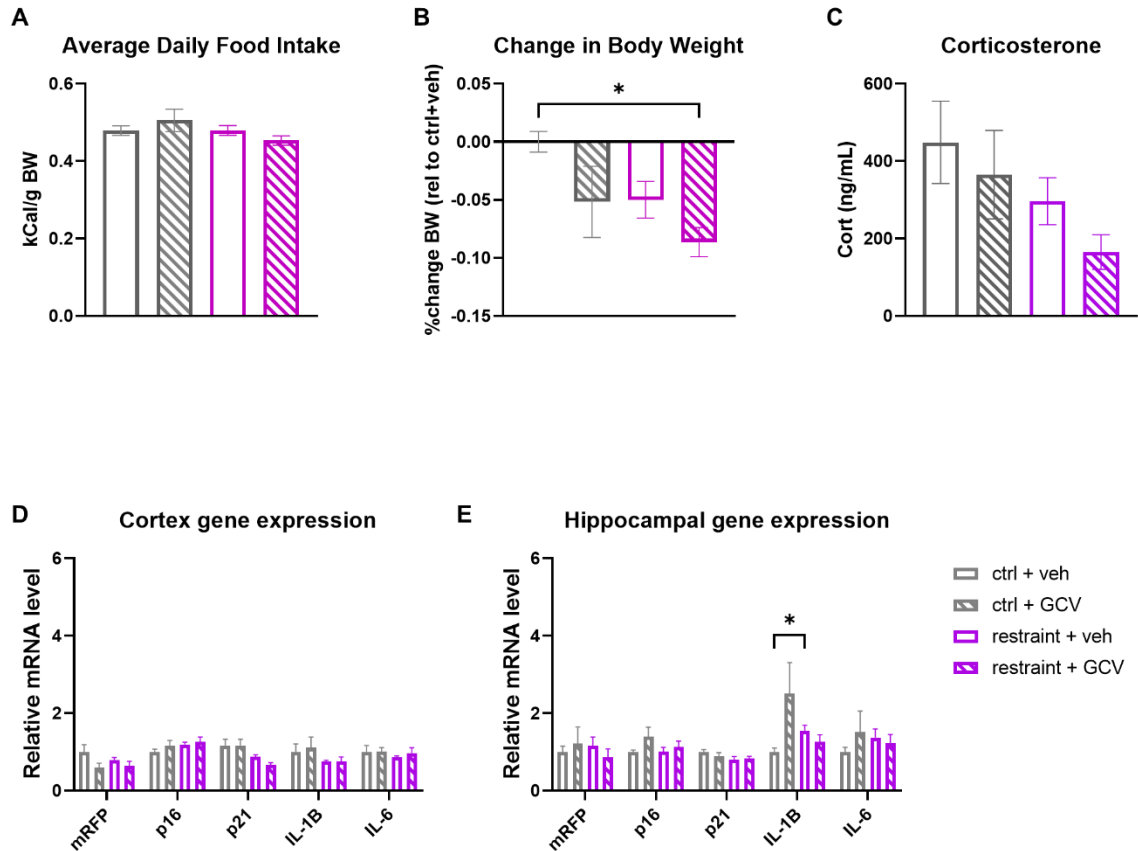 A
Average Daily Food Intake
kCal/g BW
0.6
0.4
0.2
0.0
B
Change in Body Weight
%change BW (rel to ctrl+veh)
0.05
0.00
-0.05
-0.10
-0.15
*
C
Corticosterone
Cort (ng/mL)
600
400
200
0
D
Cortex gene expression
Relative mRNA level
6
4
2
0
mRFP
p16
p21
IL-1B
IL-6
E
Hippocampal gene expression
Relative mRNA level
6
4
2
0
*
mRFP
p16
p21
IL-1B
IL-6
ctrl + veh
ctrl + GCV
restraint + veh
restraint + GCV